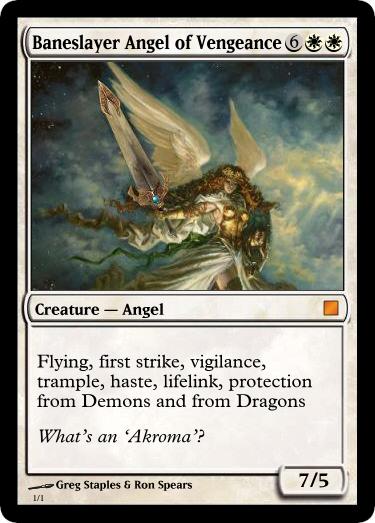 Baneslayer Angel of Vengeance 6
Creature — Angel
Flying, first strike, vigilance,
trample, haste, lifelink, protection
from Demons and from Dragons
What's an ‘Akroma’?
7/5
Greg Staples & Ron Spears
1/1